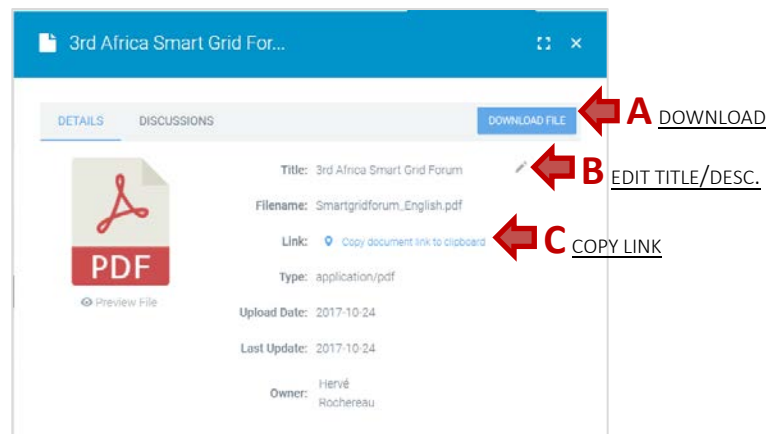 3rd Africa Smart Grid For...
DETAILS DISCUSSIONS DOWNLOAD FILE
A DOWNLOAD
Title: 3rd Africa Smart Grid Forum
B EDIT TITLE/DESC.
Filename: Smartgridforum_English.pdf
Link: Copy document link to clipboard
C COPY LINK
PDF
Type: application/pdf
Preview File
Upload Date: 2017-10-24
Last Update: 2017-10-24
Owner: Hervé
Rochereau